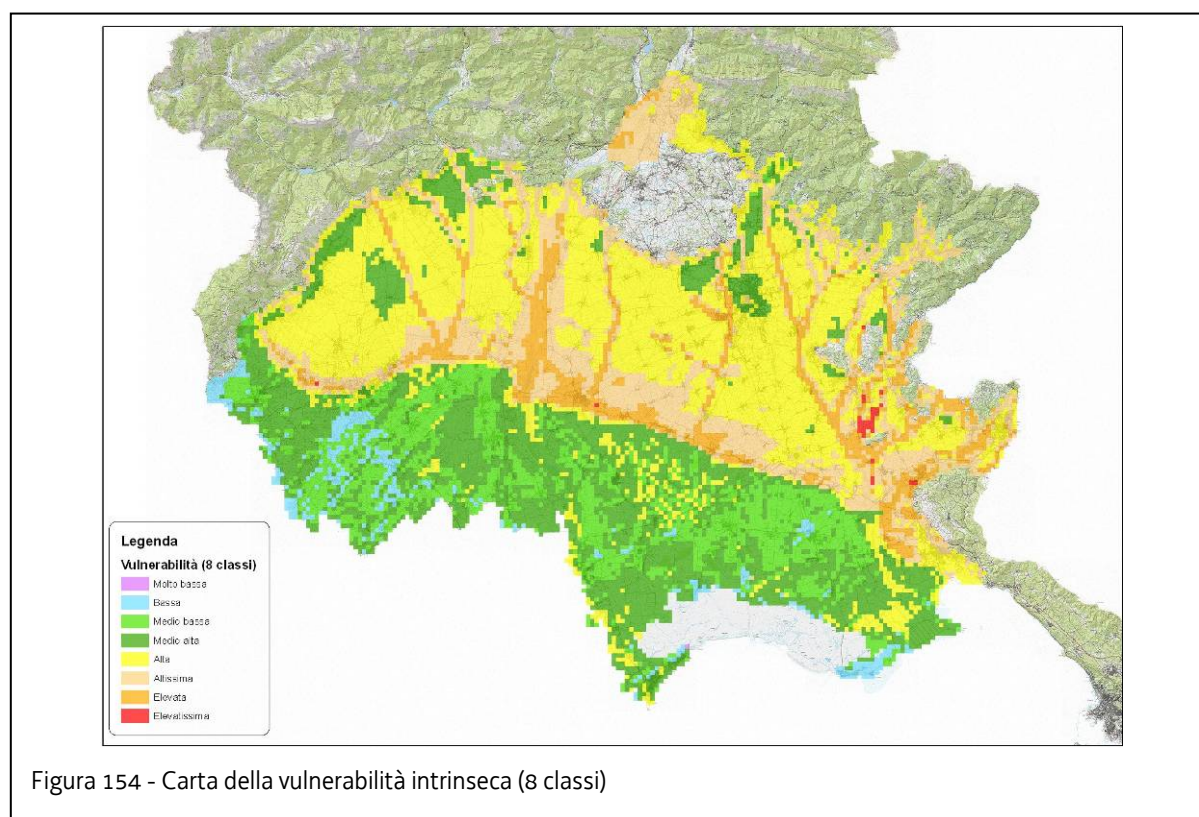 Legenda
Vulnerabilità (8 classi)
Molto bassa
Bassa
Medio bassa
Medio alta
Alta
Altissima
Elevata
Elevatissima
Figura 154 - Carta della vulnerabilità intrinseca (8 classi)